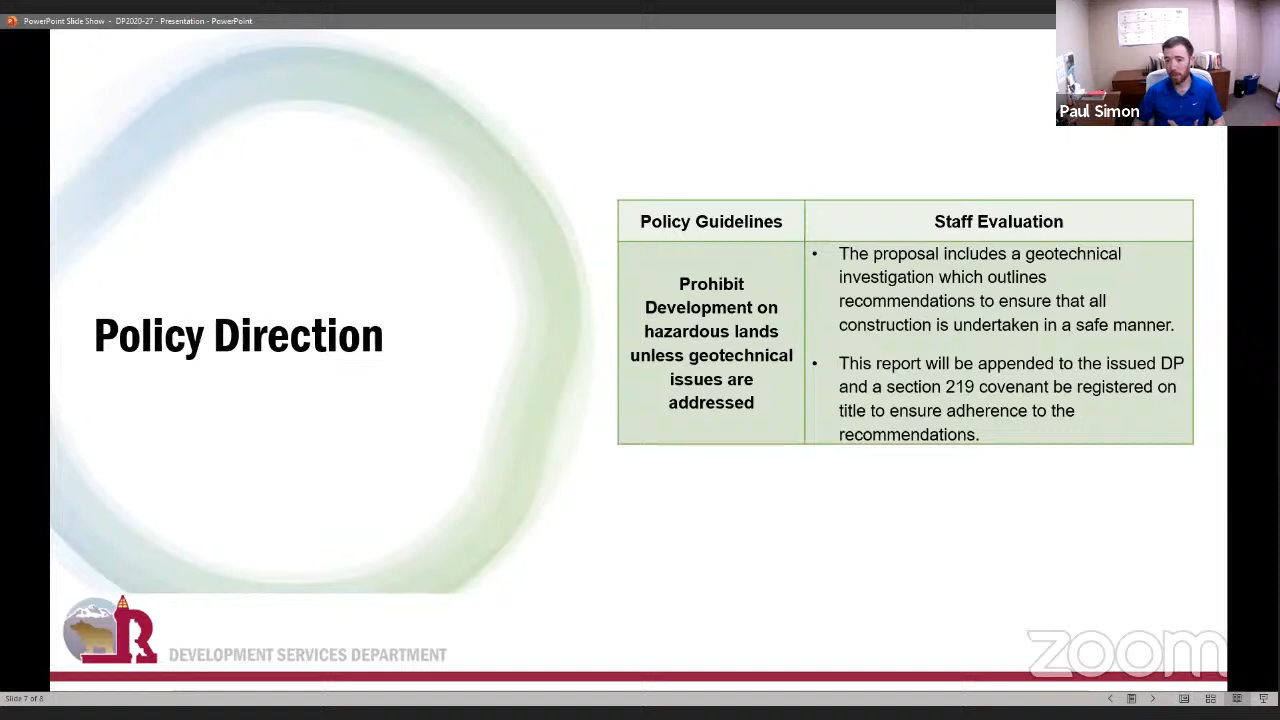 PowerPoint Slide Show - DP2020-27 - Presentation - PowerPoint
Paul Simon
Policy Direction
Policy Guidelines
Staff Evaluation
Prohibit
Development on
hazardous lands
unless geotechnical
issues are
addressed
• The proposal includes a geotechnical
investigation which outlines
recommendations to ensure that all
construction is undertaken in a safe manner.
• This report will be appended to the issued DP
and a section 219 covenant be registered on
title to ensure adherence to the
recommendations.
R
DEVELOPMENT SERVICES DEPARTMENT
zoom
Slide 7 of 8